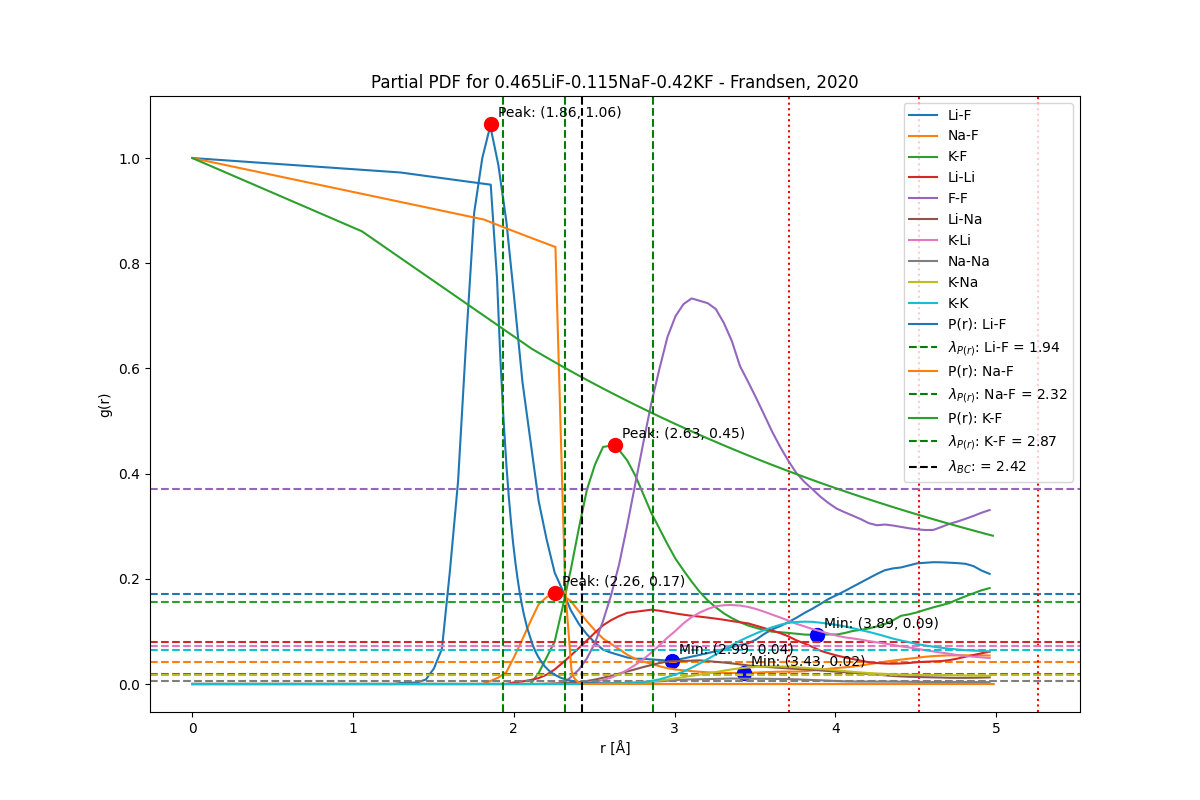 Partial PDF for 0.465LiF-0.115NaF-0.42KF - Frandsen, 2020
g(r)
1.0
0.8
0.6
0.4
0.2
0.0
0
1
2
3
4
5
r [Å]
Peak: (1.86, 1.06)
Peak: (2.63, 0.45)
Peak: (2.26, 0.17)
Min: (3.89, 0.09)
Min: (2.99, 0.04)
Min: (3.43, 0.02)
Li-F
Na-F
K-F
Li-Li
F-F
Li-Na
K-Li
Na-Na
K-Na
K-K
P(r): Li-F
λP(r): Li-F = 1.94
P(r): Na-F
λP(r): Na-F = 2.32
P(r): K-F
λP(r): K-F = 2.87
λBC: = 2.42